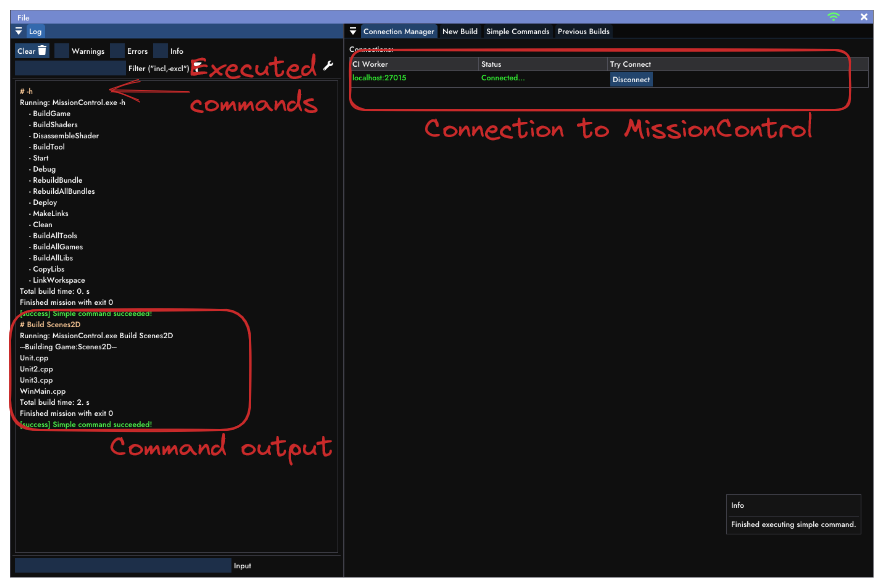 File
Log
Clear
Warnings
Errors
Info
Filter ("incl,-excl")
Executed
commands
# -h
Running: MissionControl.exe -h
- BuildGame
- BuildShaders
- DisassembleShader
- BuildTool
- Start
- Debug
- RebuildBundle
- RebuildAllBundles
- Deploy
- MakeLinks
- Clean
- BuildAllTools
- BuildAllGames
- BuildAllLibs
- CopyLibs
- LinkWorkspace
Total build time: 0. s
Finished mission with exit 0
[success] Simple command succeeded!
# Build Scenes2D
Running: MissionControl.exe Build Scenes2D
--Building Game:Scenes2D--
Unit.cpp
Unit2.cpp
Unit3.cpp
WinMain.cpp
Total build time: 2. s
Finished mission with exit 0
[success] Simple command succeeded!
Command output
Input
Connection Manager New Build Simple Commands Previous Builds
Connections:
CI Worker Status Try Connect
localhost:27015 Connected... Disconnect
Connection to MissionControl
Info
Finished executing simple command.